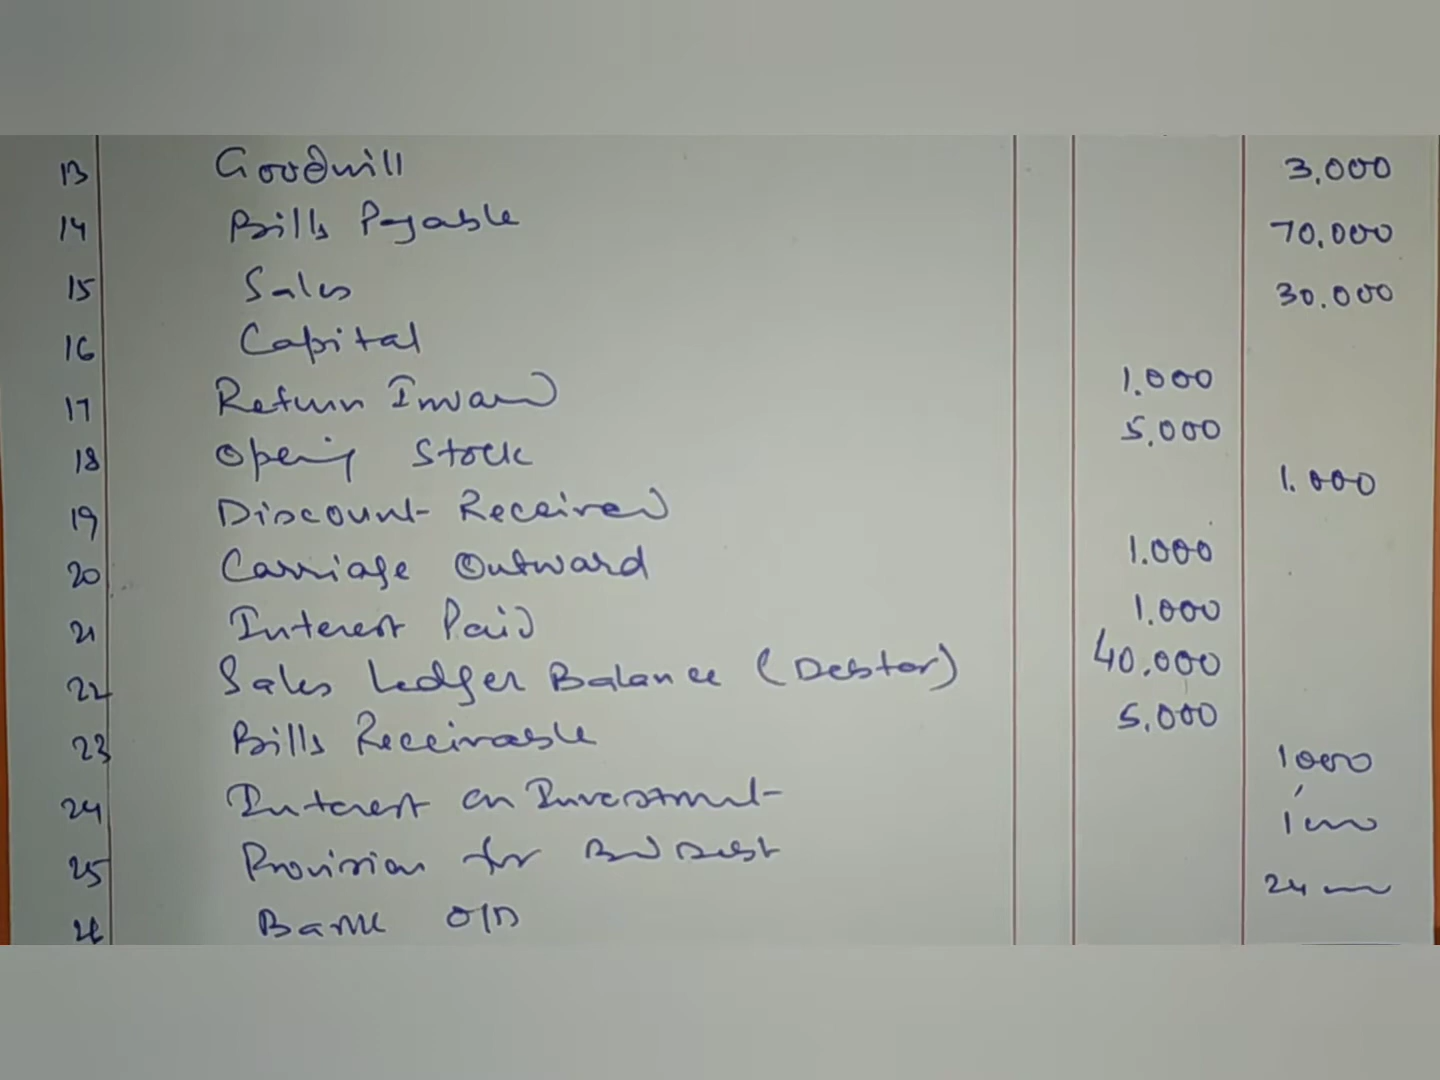 13 Goodwill 3,000
14 Bills Payable 70,000
15 Sales 30.000
16 Capital
17 Return Inward 1.000
18 Opening Stock 5.000
19 Discount Received 1.000
20 Carriage Outward 1.000
21 Interest Paid 1.000
22 Sales Ledger Balance (Debtor) 40.000
23 Bills Receivable 5.000
24 Interest on Investment 1000
25 Provision for Bad Debt 1000
26 Bank O/D 24